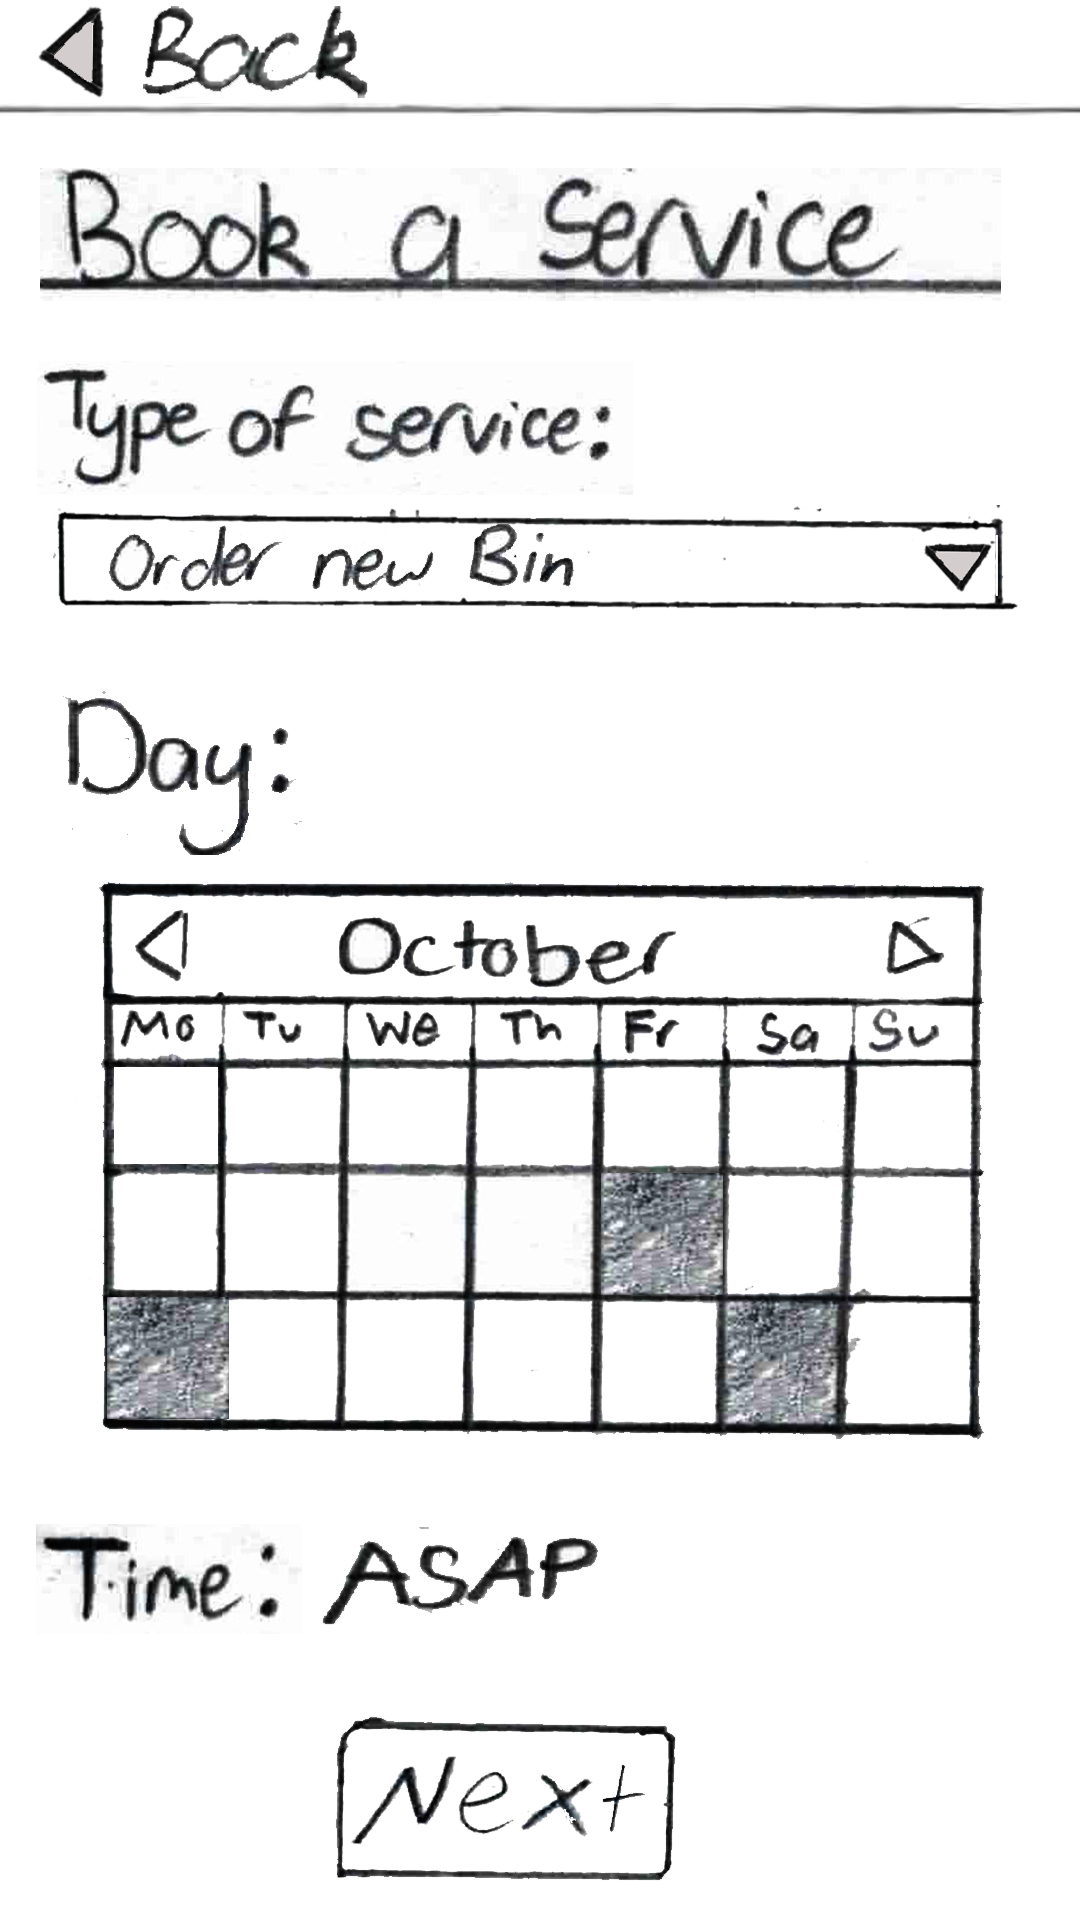 Back
Book a Service
Type of service:
Order new Bin
Day:
October
Mo Tu We Th Fr Sa Su
Time: ASAP
Next